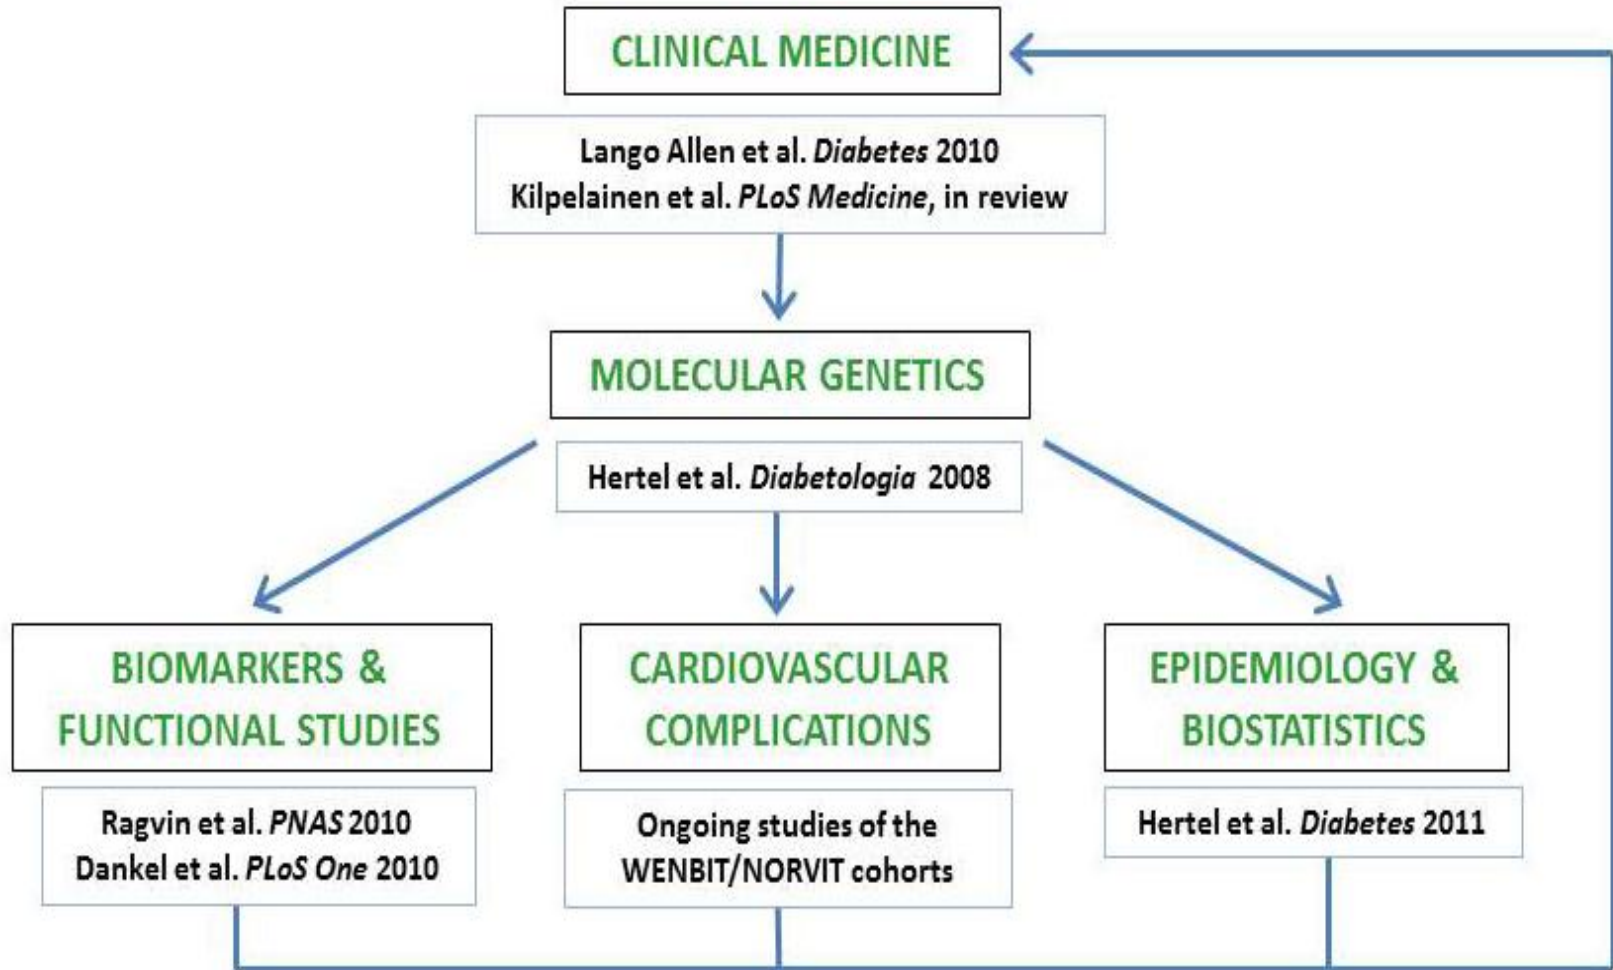 CLINICAL MEDICINE
Lango Allen et al. Diabetes 2010
Kilpelainen et al. PLoS Medicine, in review
MOLECULAR GENETICS
Hertel et al. Diabetologia 2008
BIOMARKERS &
FUNCTIONAL STUDIES
Ragvin et al. PNAS 2010
Dankel et al. PLoS One 2010
CARDIOVASCULAR
COMPLICATIONS
Ongoing studies of the
WENBIT/NORVIT cohorts
EPIDEMIOLOGY &
BIOSTATISTICS
Hertel et al. Diabetes 2011